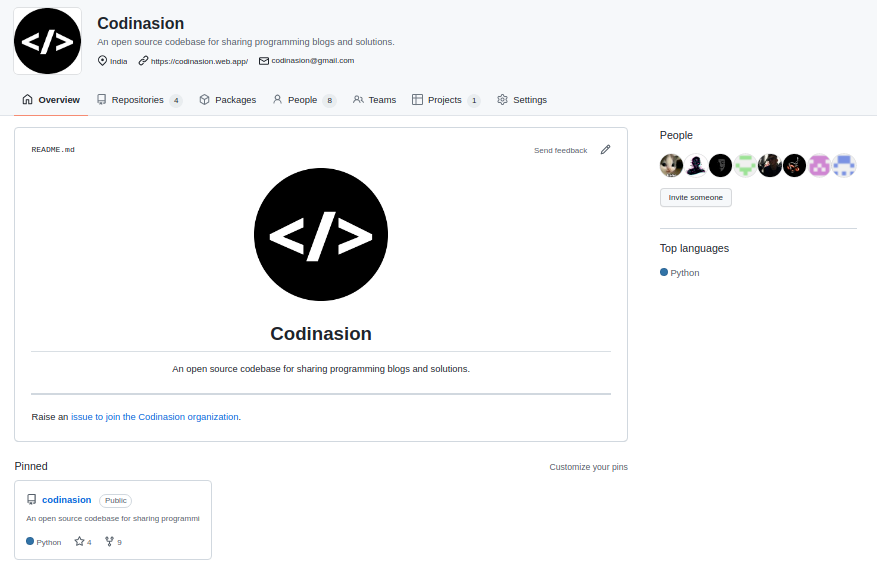 Codinasion
An open source codebase for sharing programming blogs and solutions.
India https://codinasion.web.app/ codinasion@gmail.com
Overview Repositories 4 Packages People 8 Teams Projects 1 Settings
README.md Send feedback
</>
Codinasion
An open source codebase for sharing programming blogs and solutions.
Raise an issue to join the Codinasion organization.
People
Invite someone
Top languages
Python
Pinned Customize your pins
codinasion Public
An open source codebase for sharing programmi
Python 4 9